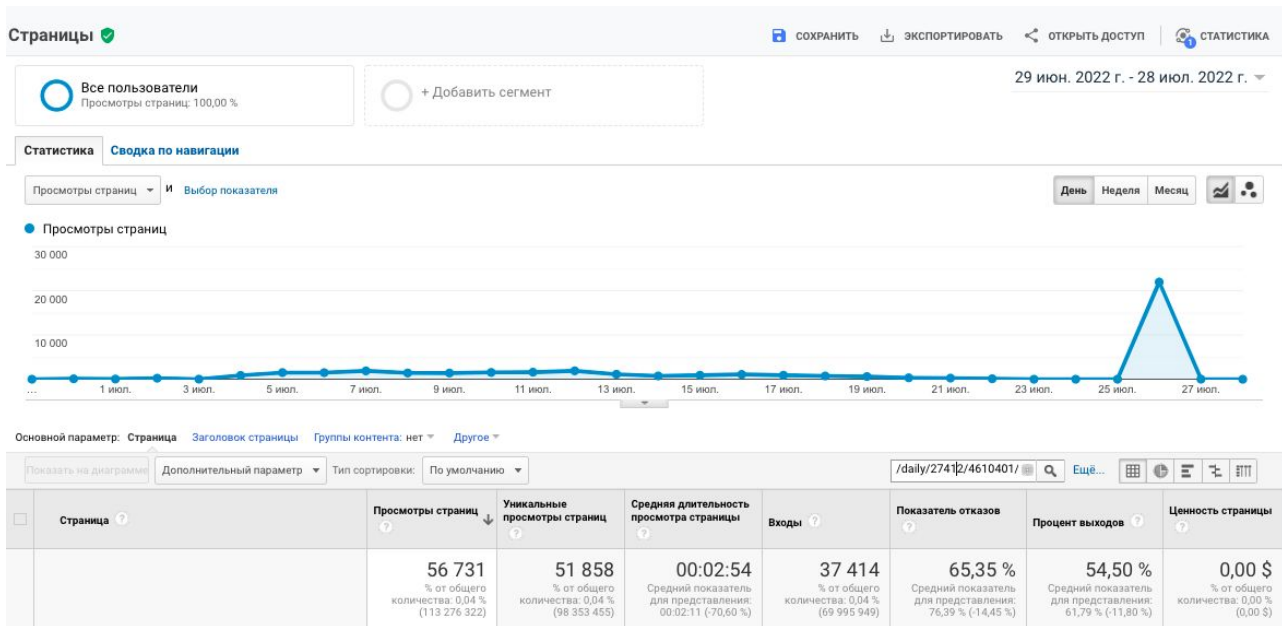 Страницы
СОХРАНИТЬ ЭКСПОРТИРОВАТЬ ОТКРЫТЬ ДОСТУП 1 СТАТИСТИКА
Все пользователи
Просмотры страниц: 100,00 %
+ Добавить сегмент
29 июн. 2022 г. - 28 июл. 2022 г.
Статистика Сводка по навигации
Просмотры страниц и Выбор показателя
День Неделя Месяц
Просмотры страниц
30 000
20 000
10 000
... 1 июл. 3 июл. 5 июл. 7 июл. 9 июл. 11 июл. 13 июл. 15 июл. 17 июл. 19 июл. 21 июл. 23 июл. 25 июл. 27 июл.
Основной параметр: Страница Заголовок страницы Группы контента: нет Другое
Показать на диаграмме Дополнительный параметр Тип сортировки: По умолчанию /daily/27412/4610401/ Ещё...
Страница ?
Просмотры страниц ?
Уникальные просмотры страниц ?
Средняя длительность просмотра страницы ?
Входы ?
Показатель отказов ?
Процент выходов ?
Ценность страницы ?
56 731
% от общего
количества: 0,04 %
(113 276 322)
51 858
% от общего
количества: 0,04 %
(98 353 455)
00:02:54
Средний показатель
для представления:
00:02:11 (-70,60 %)
37 414
% от общего
количества: 0,04 %
(69 995 949)
65,35 %
Средний показатель
для представления:
76,39 % (-14,45 %)
54,50 %
Средний показатель
для представления:
61,79 % (-11,80 %)
0,00 $
% от общего
количества: 0,00 %
(0,00 $)